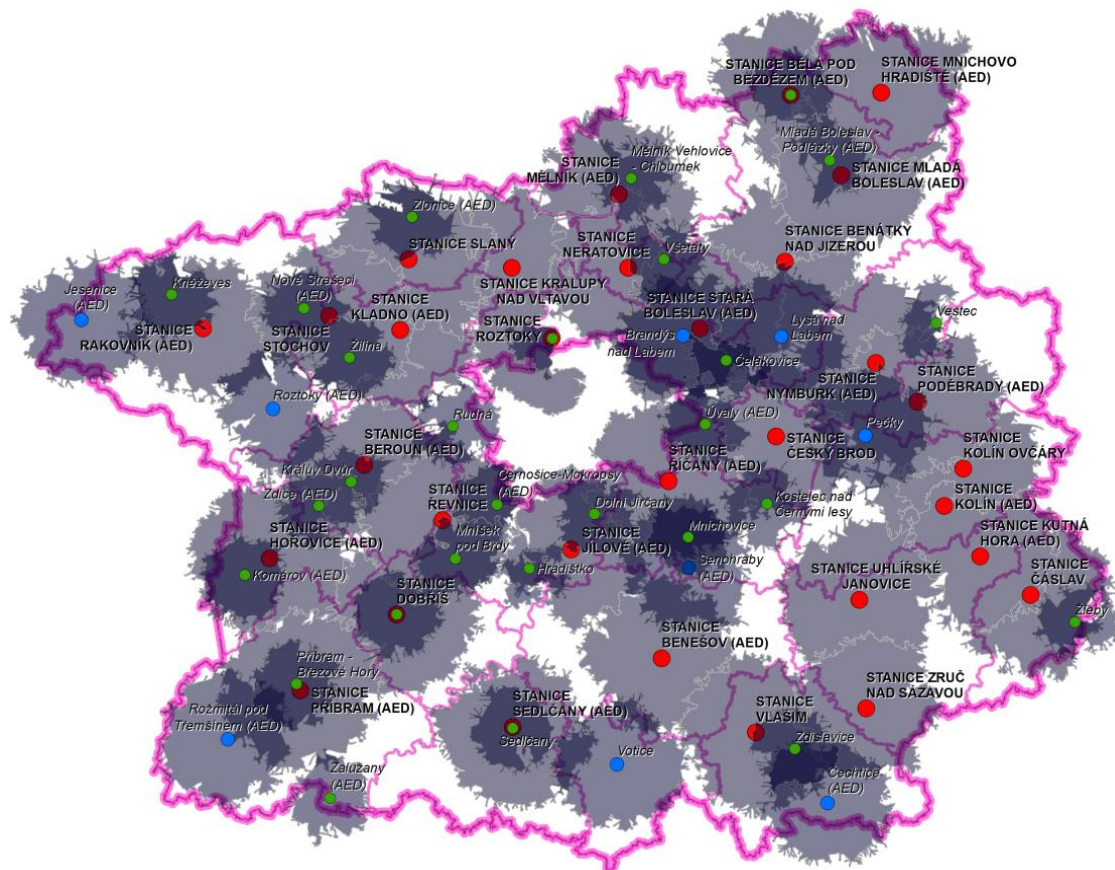 STANICE BĚLÁ POD
BEZDĚZEM (AED)
STANICE MNICHOVO
HRADIŠTĚ (AED)
Mladá Boleslav -
Podlázky (AED)
STANICE MLADÁ
BOLESLAV (AED)
Mělník Vehlovice
- Chloumek
STANICE
MĚLNÍK (AED)
Zlonice (AED)
STANICE SLANÝ
STANICE
NERATOVICE
Všetaty
STANICE BENÁTKY
NAD JIZEROU
Jesenice
(AED)
Kněževes
STANICE
RAKOVNÍK (AED)
Nové Strašecí
(AED)
STANICE
STOCHOV
STANICE
KLADNO (AED)
Žilina
STANICE KRALUPY
NAD VLTAVOU
STANICE
ROZTOKY
STANICE STARÁ
BOLESLAV (AED)
Brandýs
nad Labem
Lysá nad
Labem
Čelákovice
Vestec
STANICE
NYMBURK (AED)
STANICE
PODĚBRADY (AED)
Roztoky (AED)
Rudná
Úvaly (AED)
STANICE
ČESKÝ BROD
Pečky
STANICE
KOLÍN OVČÁRY
STANICE
KOLÍN (AED)
STANICE
BEROUN (AED)
Králův Dvůr
Zdice (AED)
STANICE
ŘEVNICE
Černošice-Mokropsy
(AED)
STANICE
ŘÍČANY (AED)
Dolní Jirčany
Kostelec nad
Černými lesy
Mnichovice
STANICE
HOŘOVICE (AED)
Komárov (AED)
Mníšek
pod Brdy
Hradištko
STANICE
JÍLOVÉ (AED)
Senohraby
(AED)
STANICE KUTNÁ
HORA (AED)
STANICE
ČÁSLAV
Žleby
STANICE UHLÍŘSKÉ
JANOVICE
STANICE
DOBŘÍŠ
STANICE
BENEŠOV (AED)
Příbram -
Březové Hory
STANICE
PŘÍBRAM (AED)
Rožmitál pod
Třemšínem (AED)
STANICE
SEDLČANY (AED)
Sedlčany
STANICE
VLAŠIM
STANICE ZRUČ
NAD SÁZAVOU
Zdislavice
Votice
Čechtice
(AED)
Zalužany
(AED)